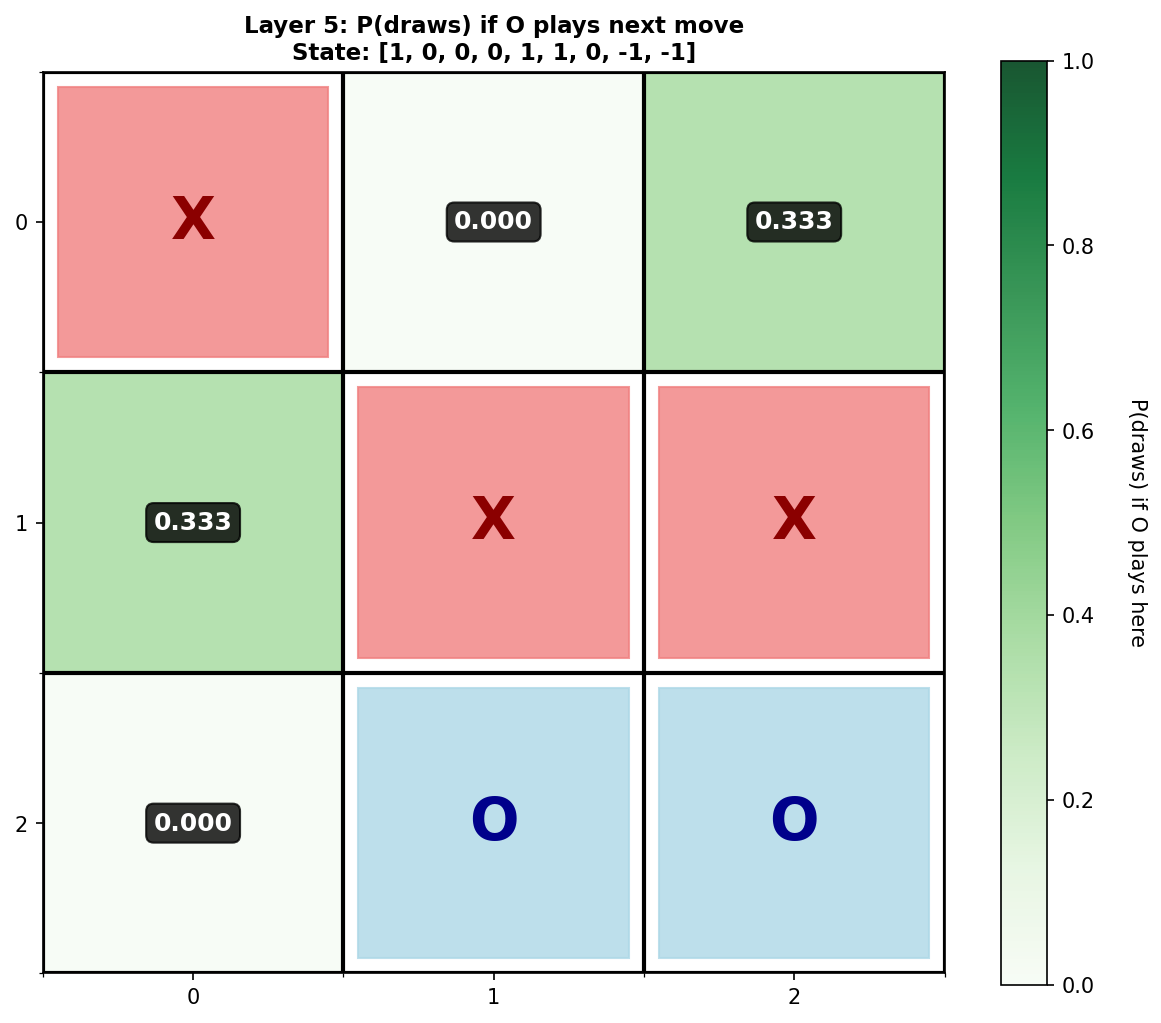 Layer 5: P(draws) if O plays next move
State: [1, 0, 0, 0, 1, 1, 0, -1, -1]
0
X
0.000
0.333
1
0.333
X
X
2
0.000
O
O
0
1
2
1.0
0.8
0.6
0.4
0.2
0.0
P(draws) if O plays here